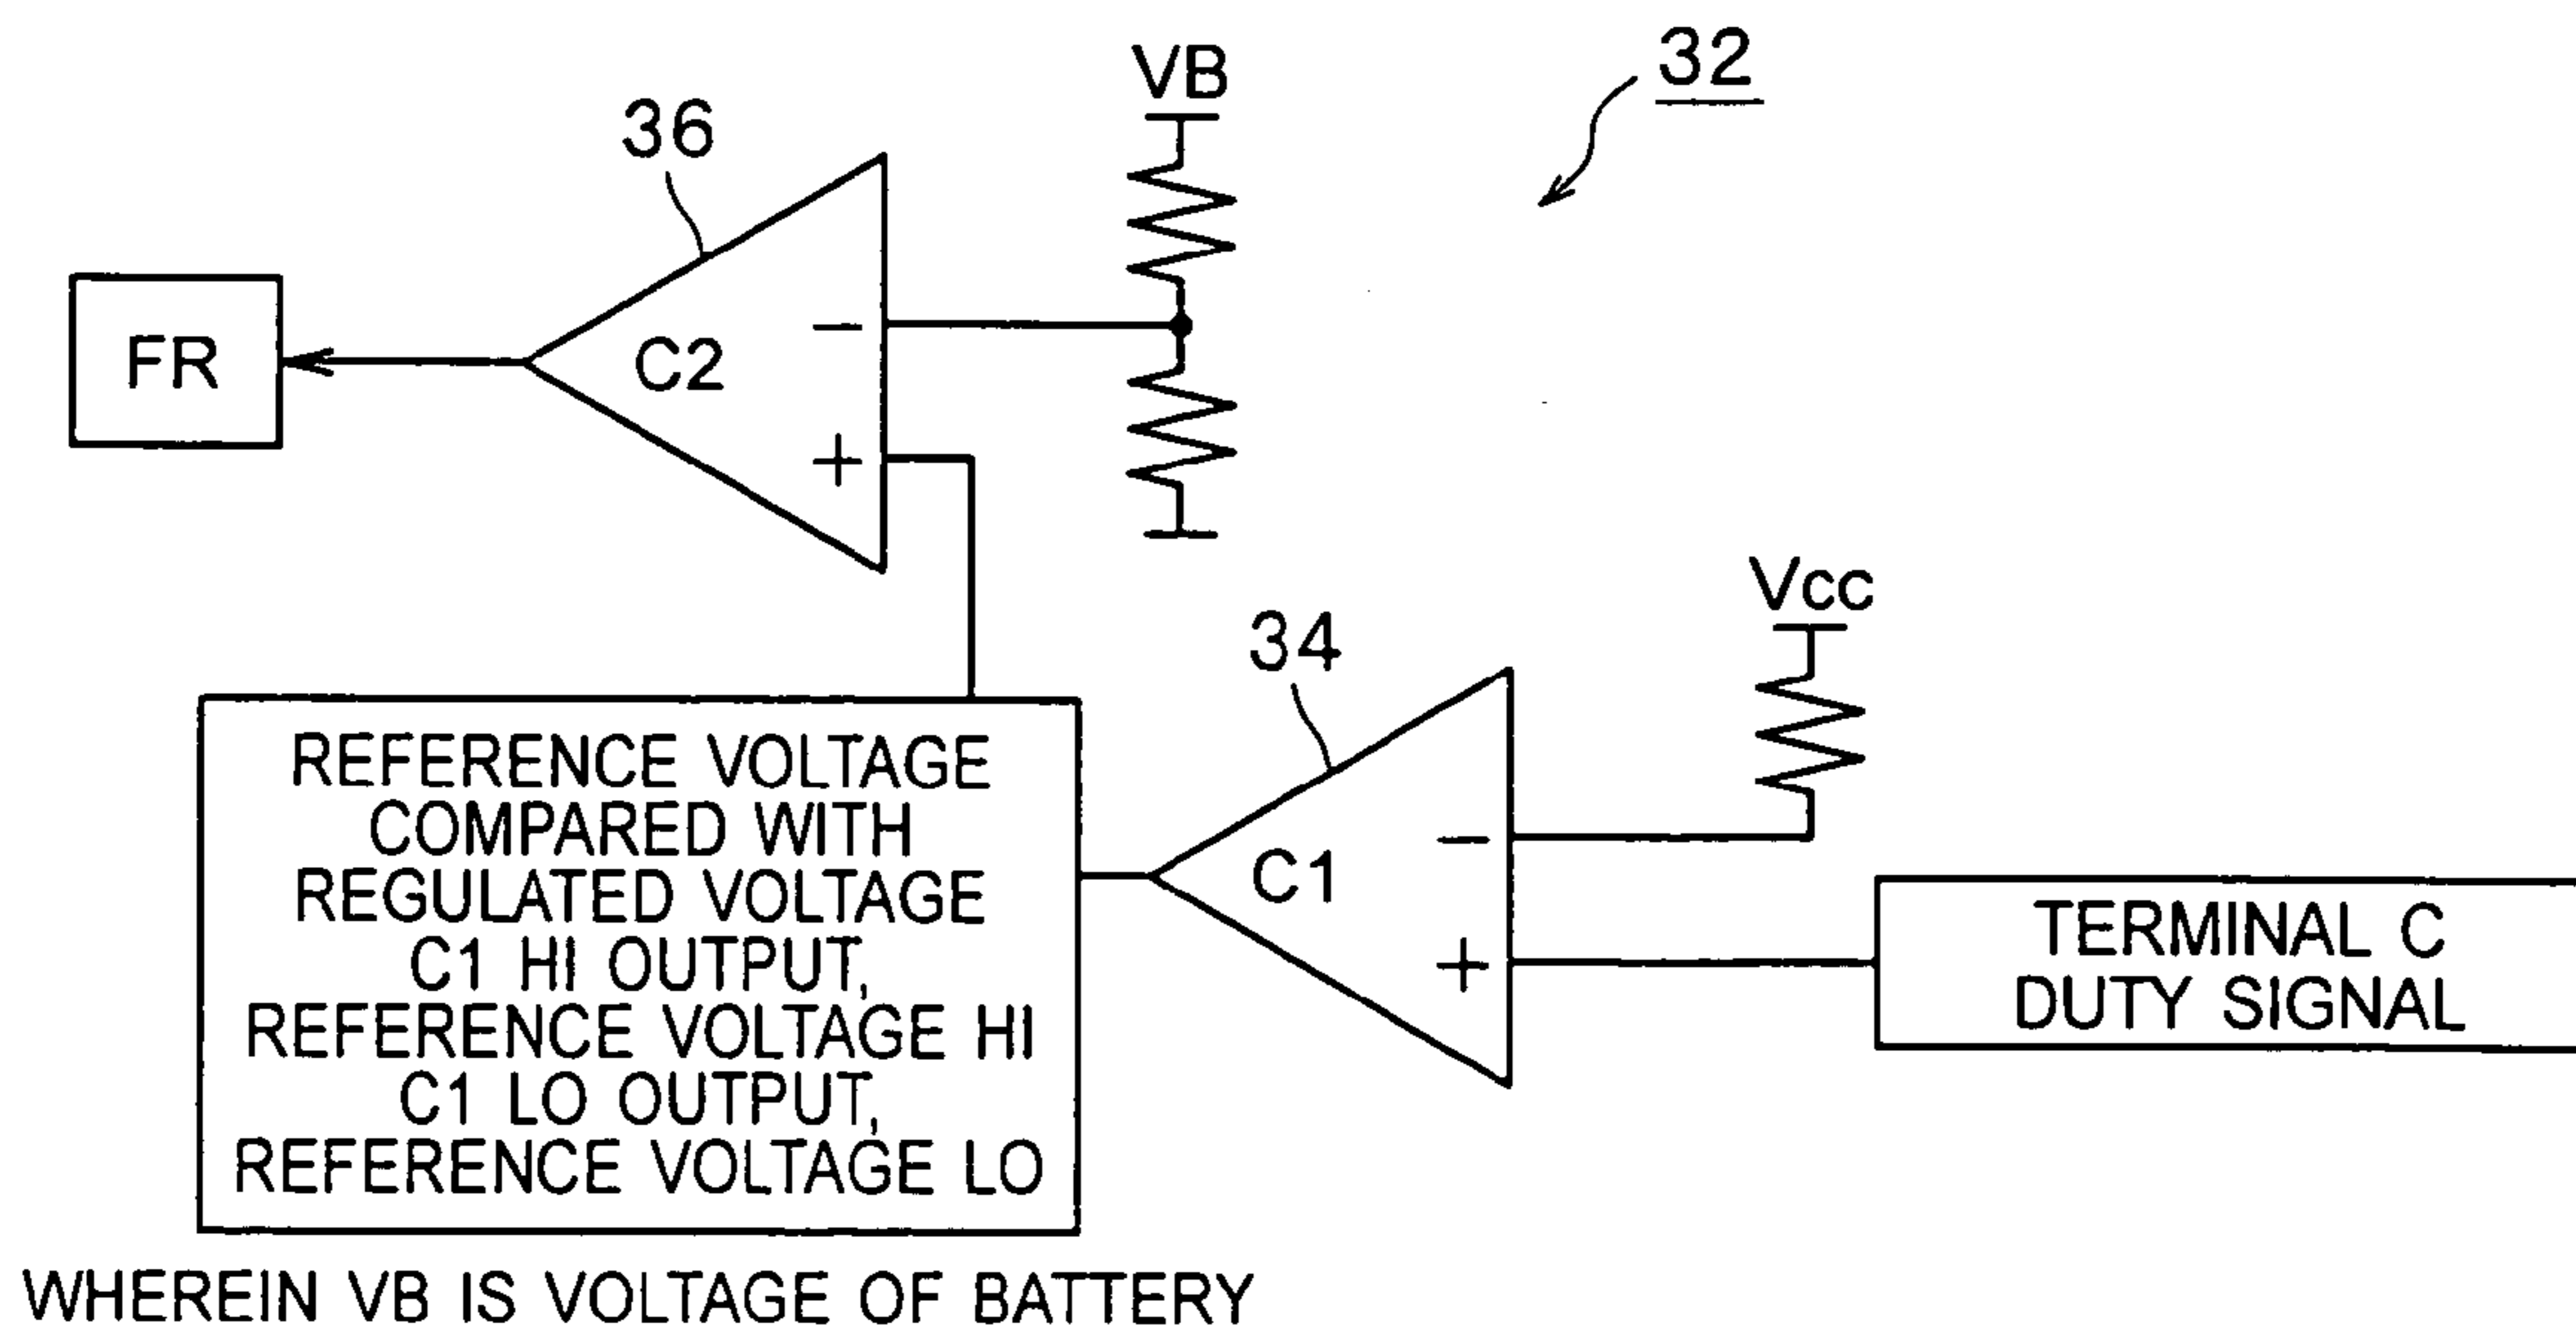 32
VB
36
FR
C2
−
+
Vcc
34
C1
−
+
TERMINAL C
DUTY SIGNAL
REFERENCE VOLTAGE
COMPARED WITH
REGULATED VOLTAGE
C1 HI OUTPUT,
REFERENCE VOLTAGE HI
C1 LO OUTPUT,
REFERENCE VOLTAGE LO
WHEREIN VB IS VOLTAGE OF BATTERY